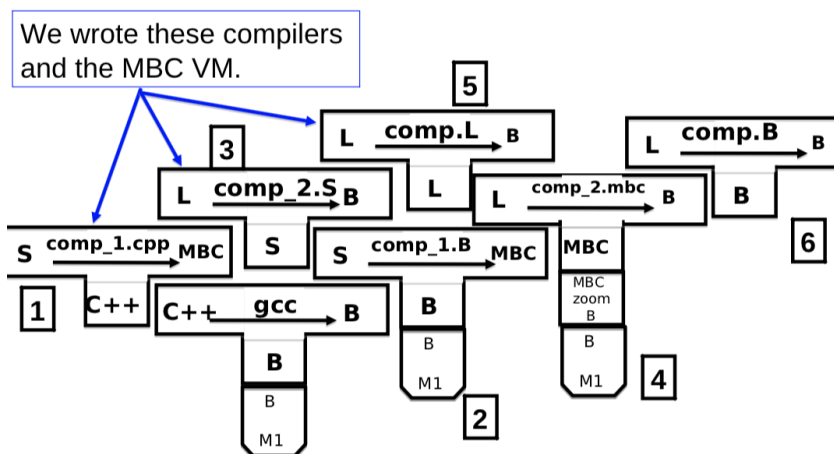 We wrote these compilers
and the MBC VM.
5
L comp.L B
L comp.B B
3
L comp_2.S B
L
L comp_2.mbc B
B
S comp_1.cpp MBC
S
S comp_1.B MBC
MBC
6
1
C++
C++ gcc B
B
MBC
zoom
B
B
B
M1
B
M1
4
B
M1
2